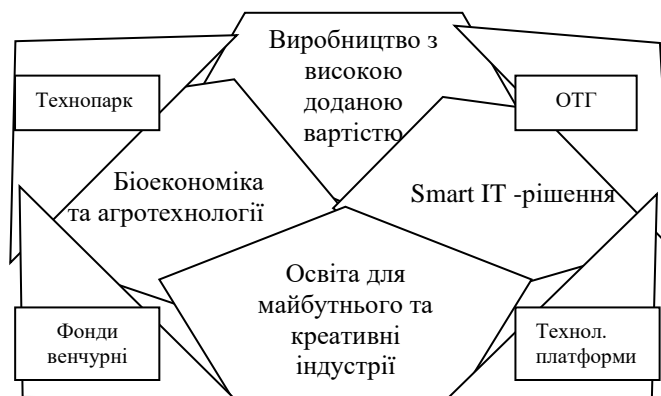 Виробництво з
високою
доданою
вартістю
Технопарк
ОТГ
Біоекономіка
та агротехнології
Smart IT -рішення
Освіта для
майбутнього та
креативні
індустрії
Фонди
венчурні
Технол.
платформи